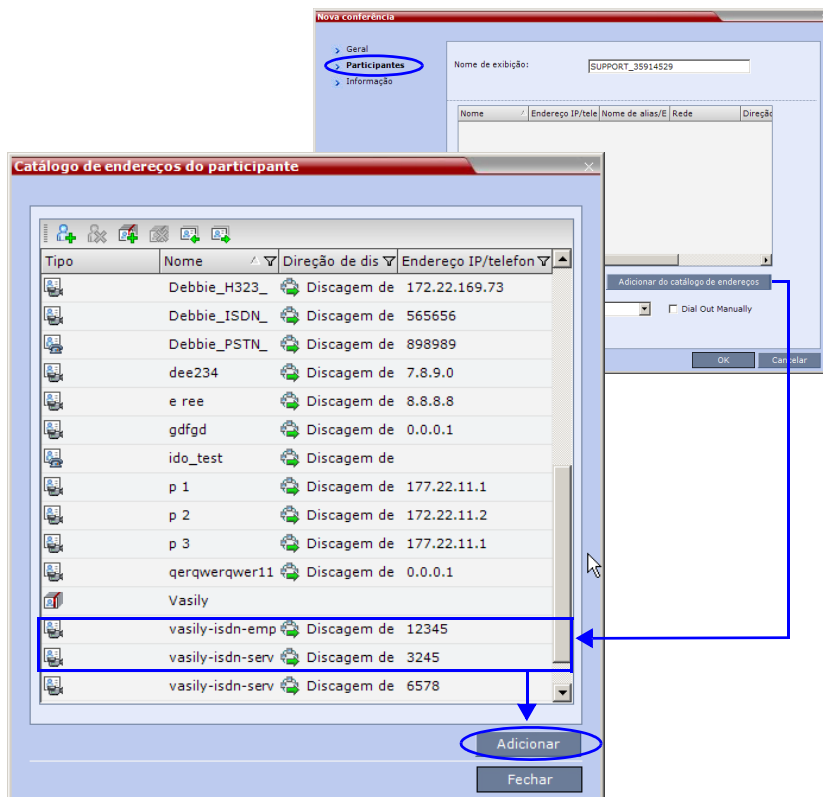 Nova conferência
Geral
Participantes
Informação
Nome de exibição:
SUPPORT_35914529
Nome Endereço IP/tele Nome de alias/E Rede Direção
Adicionar do catálogo de endereços
Dial Out Manually
OK Cancelar
Catálogo de endereços do participante
Tipo Nome Direção de dis Endereço IP/telefon
Debbie_H323_ Discagem de 172.22.169.73
Debbie_ISDN_ Discagem de 565656
Debbie_PSTN_ Discagem de 898989
dee234 Discagem de 7.8.9.0
e ree Discagem de 8.8.8.8
gdfgd Discagem de 0.0.0.1
ido_test Discagem de
p 1 Discagem de 177.22.11.1
p 2 Discagem de 172.22.11.2
p 3 Discagem de 177.22.11.1
qerqwerqwer11 Discagem de 0.0.0.1
Vasily
vasily-isdn-emp Discagem de 12345
vasily-isdn-serv Discagem de 3245
vasily-isdn-serv Discagem de 6578
Adicionar
Fechar